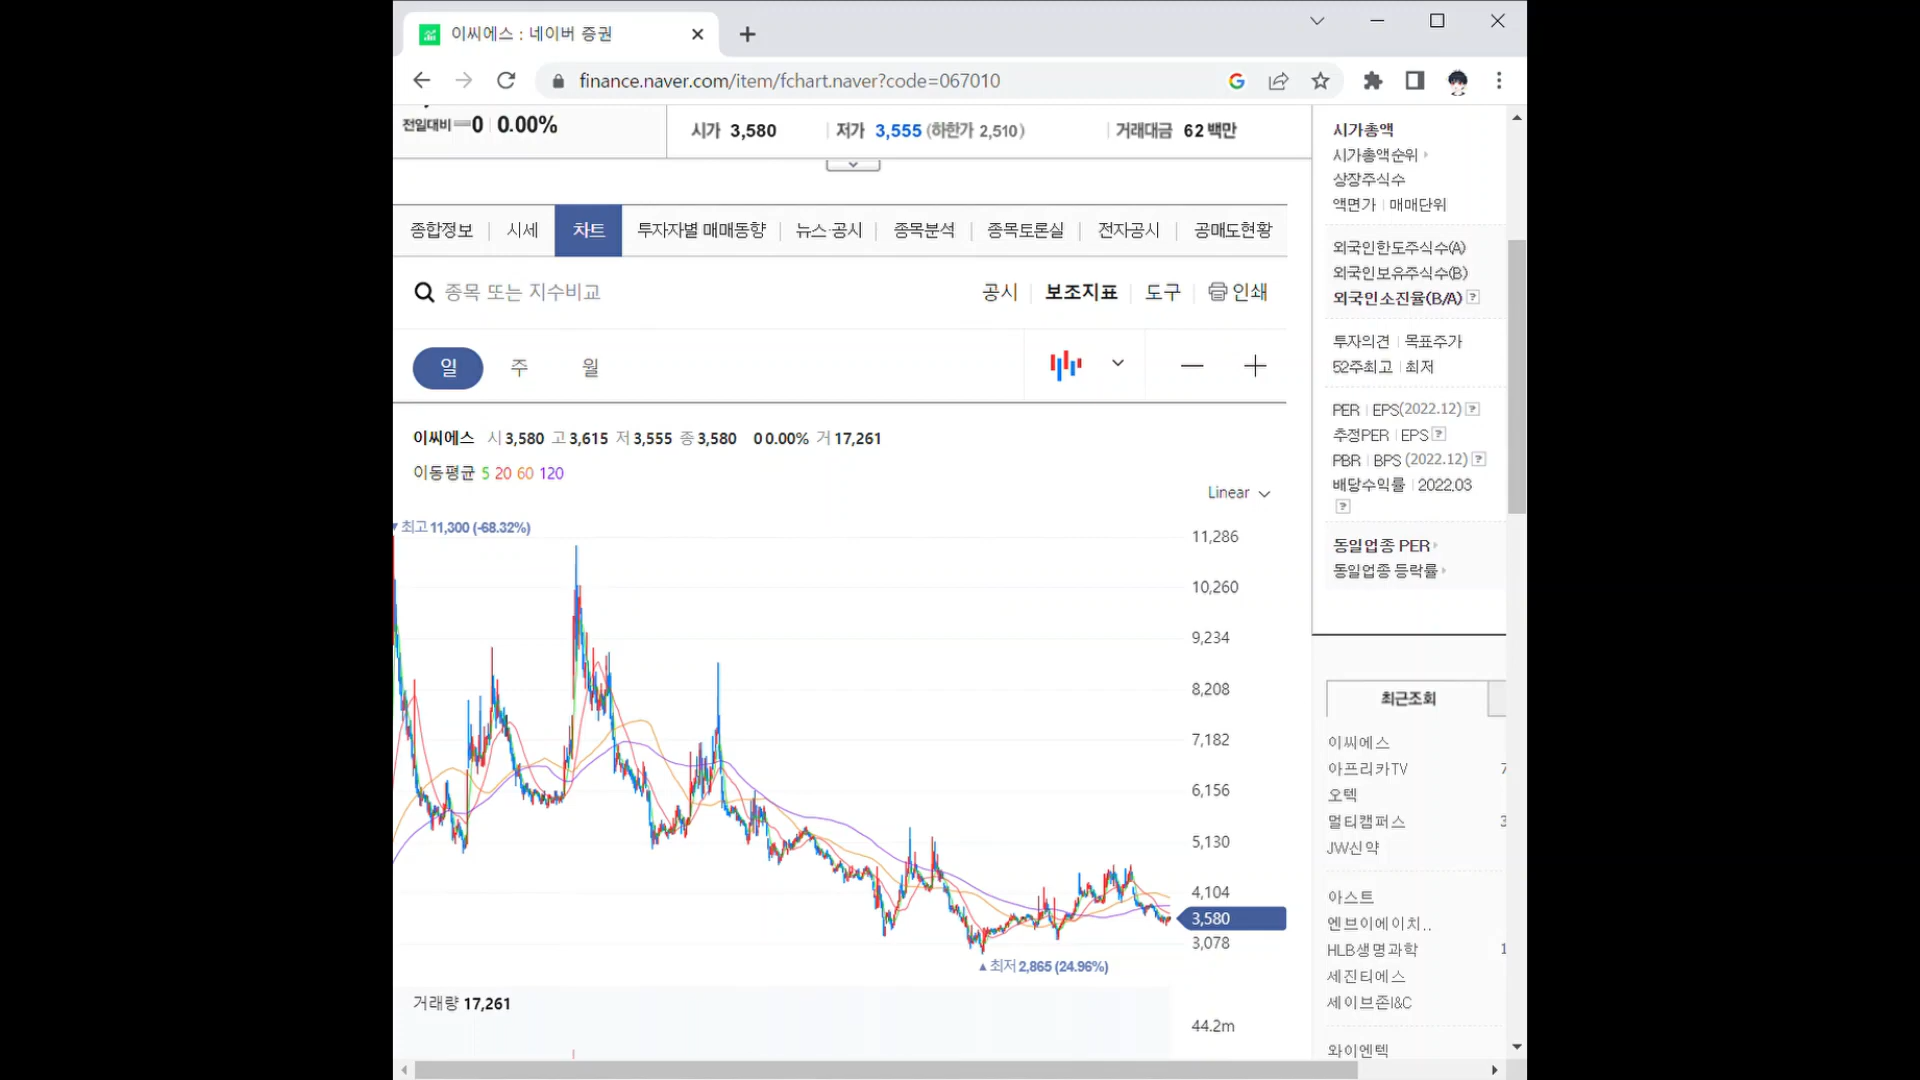 이씨에스 : 네이버 증권
finance.naver.com/item/fchart.naver?code=067010
전일대비 0 0.00%
시가 3,580 저가 3,555 (하한가 2,510) 거래대금 62 백만
종합정보 시세 차트 투자자별 매매동향 뉴스·공시 종목분석 종목토론실 전자공시 공매도현황
종목 또는 지수비교 공시 보조지표 도구 인쇄
일 주 월
이씨에스 시 3,580 고 3,615 저 3,555 종 3,580 0 0.00% 거 17,261
이동평균 5 20 60 120
Linear
최고 11,300 (-68.32%)
11,286
10,260
9,234
8,208
7,182
6,156
5,130
4,104
3,580
3,078
최저 2,865 (24.96%)
거래량 17,261
44.2m
시가총액
시가총액순위
상장주식수
액면가 매매단위
외국인한도주식수(A)
외국인보유주식수(B)
외국인소진율(B/A) ?
투자의견 목표주가
52주최고 최저
PER EPS(2022.12) ?
추정PER EPS ?
PBR BPS (2022.12) ?
배당수익률 2022.03
?
동일업종 PER
동일업종 등락률
최근조회
이씨에스
아프리카TV 7
오텍
멀티캠퍼스 3
JW신약
아스트
엔브이에이치..
HLB생명과학 1
세진티에스
세이브존I&C
와이엔텍